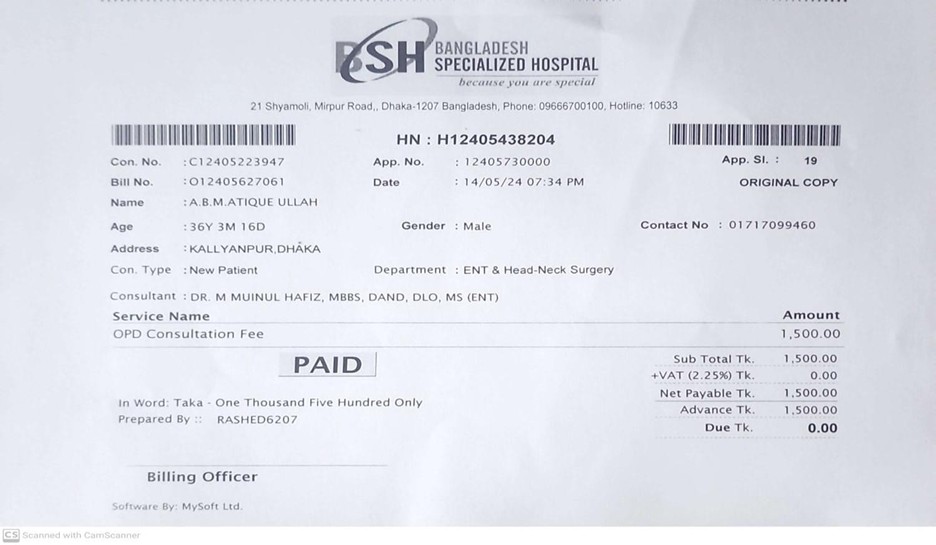 BSH BANGLADESH
SPECIALIZED HOSPITAL
because you are special
21 Shyamoli, Mirpur Road,, Dhaka-1207 Bangladesh, Phone: 09666700100, Hotline: 10633
HN : H12405438204
Con. No. : C12405223947 App. No. : 12405730000 App. Sl. : 19
Bill No. : O12405627061 Date : 14/05/24 07:34 PM ORIGINAL COPY
Name : A.B.M.ATIQUE ULLAH
Age : 36Y 3M 16D Gender : Male Contact No : 01717099460
Address : KALLYANPUR,DHAKA
Con. Type : New Patient Department : ENT & Head-Neck Surgery
Consultant : DR. M MUINUL HAFIZ, MBBS, DAND, DLO, MS (ENT)
Service Name Amount
OPD Consultation Fee 1,500.00
PAID
Sub Total Tk. 1,500.00
+VAT (2.25%) Tk. 0.00
Net Payable Tk. 1,500.00
In Word: Taka - One Thousand Five Hundred Only
Advance Tk. 1,500.00
Prepared By :: RASHED6207
Due Tk. 0.00
Billing Officer
Software By: MySoft Ltd.
CS Scanned with CamScanner